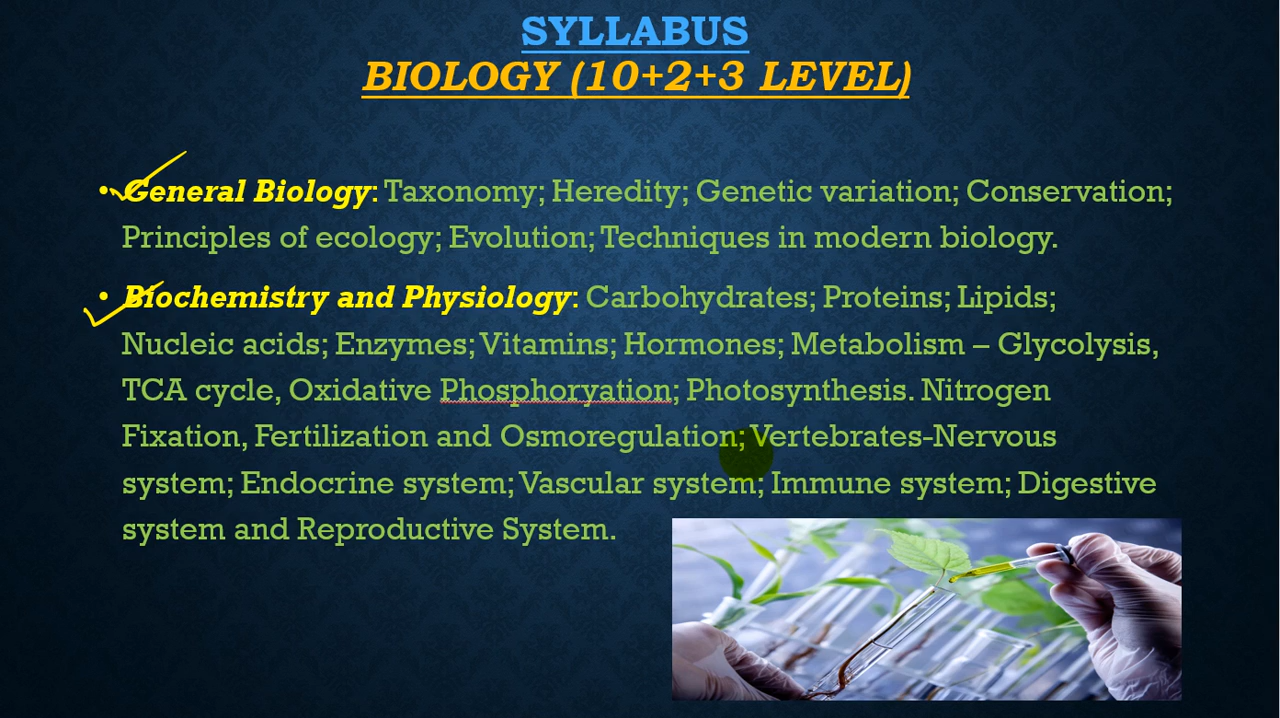 SYLLABUS
BIOLOGY (10+2+3 LEVEL)
• General Biology: Taxonomy; Heredity; Genetic variation; Conservation;
Principles of ecology; Evolution; Techniques in modern biology.
• Biochemistry and Physiology: Carbohydrates; Proteins; Lipids;
Nucleic acids; Enzymes; Vitamins; Hormones; Metabolism – Glycolysis,
TCA cycle, Oxidative Phosphoryation; Photosynthesis. Nitrogen
Fixation, Fertilization and Osmoregulation; Vertebrates-Nervous
system; Endocrine system; Vascular system; Immune system; Digestive
system and Reproductive System.